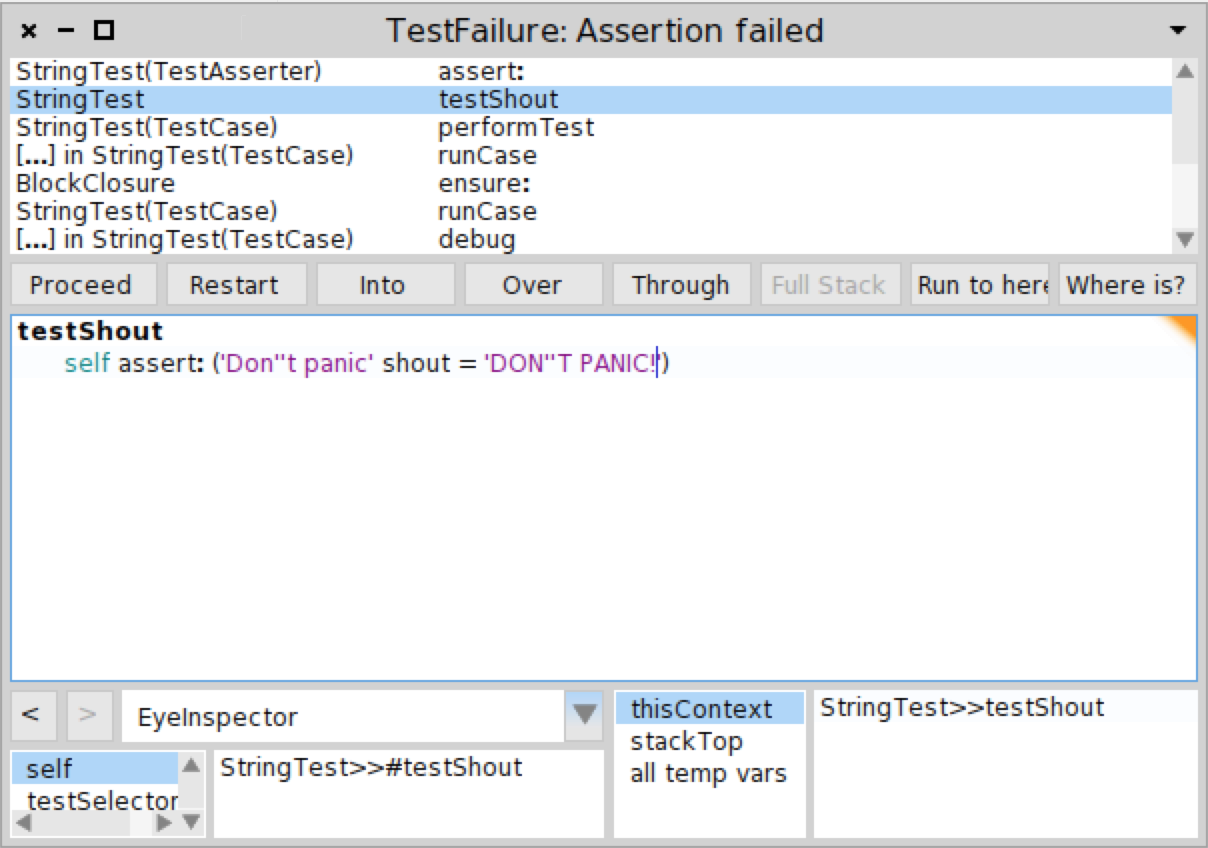 TestFailure: Assertion failed
StringTest(TestAsserter) assert:
StringTest testShout
StringTest(TestCase) performTest
[...] in StringTest(TestCase) runCase
BlockClosure ensure:
StringTest(TestCase) runCase
[...] in StringTest(TestCase) debug
Proceed Restart Into Over Through Full Stack Run to here Where is?
testShout
self assert: ('Don''t panic' shout = 'DON''T PANIC!')
< > EyeInspector
self
testSelector
StringTest>>#testShout
thisContext
stackTop
all temp vars
StringTest>>testShout